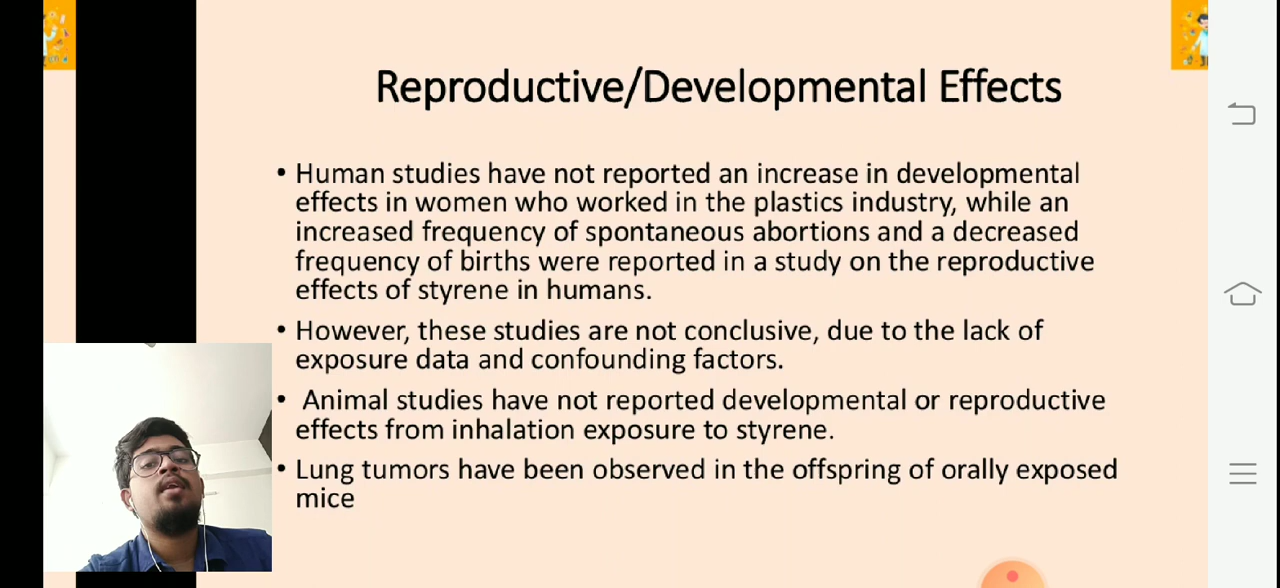 Reproductive/Developmental Effects
• Human studies have not reported an increase in developmental
effects in women who worked in the plastics industry, while an
increased frequency of spontaneous abortions and a decreased
frequency of births were reported in a study on the reproductive
effects of styrene in humans.
• However, these studies are not conclusive, due to the lack of
exposure data and confounding factors.
• Animal studies have not reported developmental or reproductive
effects from inhalation exposure to styrene.
• Lung tumors have been observed in the offspring of orally exposed
mice